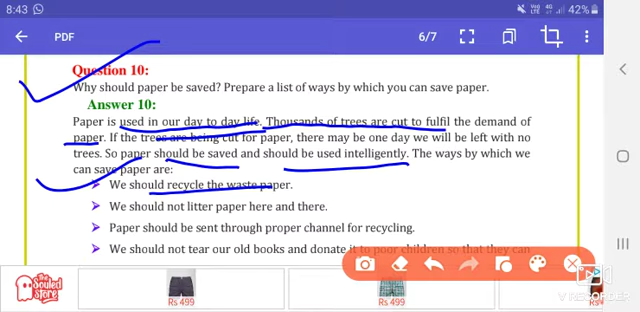 8:43
VoLTE 4G 42%
PDF 6/7
Question 10:
Why should paper be saved? Prepare a list of ways by which you can save paper.
Answer 10:
Paper is used in our day to day life. Thousands of trees are cut to fulfil the demand of
paper. If the trees are being cut for paper, there may be one day we will be left with no
trees. So paper should be saved and should be used intelligently. The ways by which we
can save paper are:
We should recycle the waste paper.
We should not litter paper here and there.
Paper should be sent through proper channel for recycling.
We should not tear our old books and donate it to poor children so that they can
The Souled Store
Rs 499
Rs 499
V RECORDER